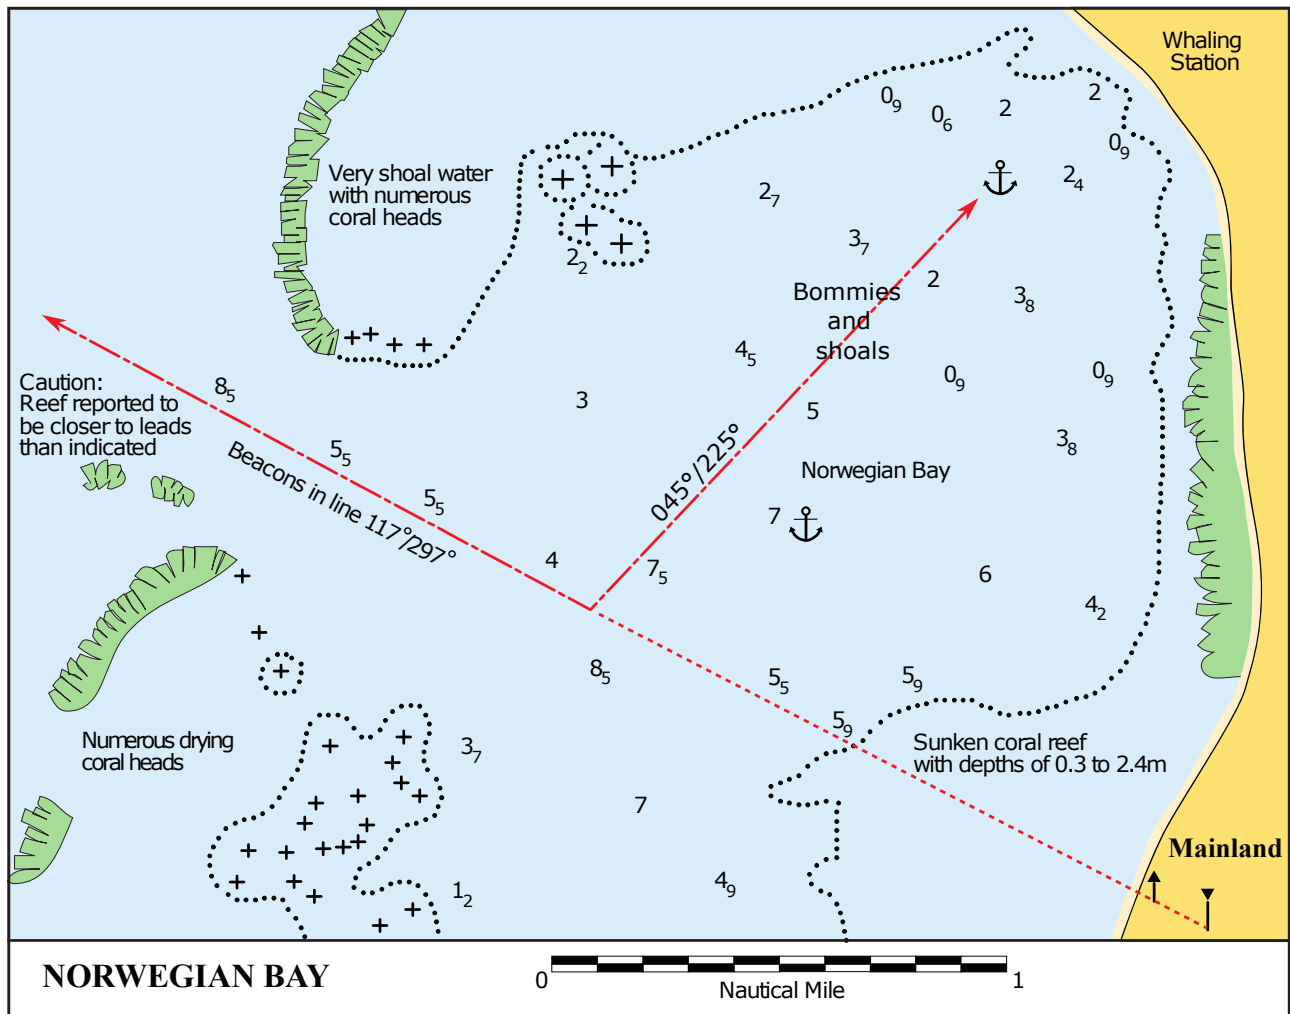 Whaling
Station
0₉
0₆
2
2
0₉
2₄
Very shoal water
with numerous
coral heads
2₇
3₇
2₂
2
3₈
Bommies
and
shoals
4₅
0₉
0₉
Caution:
Reef reported to
be closer to leads
than indicated
8₅
3
5
3₈
5₅
Beacons in line 117°/297°
5₅
045°/225°
Norwegian Bay
7
4
7₅
6
4₂
8₅
5₅
5₉
5₉
Numerous drying
coral heads
3₇
Sunken coral reef
with depths of 0.3 to 2.4m
7
Mainland
1₂
4₉
NORWEGIAN BAY
0
1
Nautical Mile